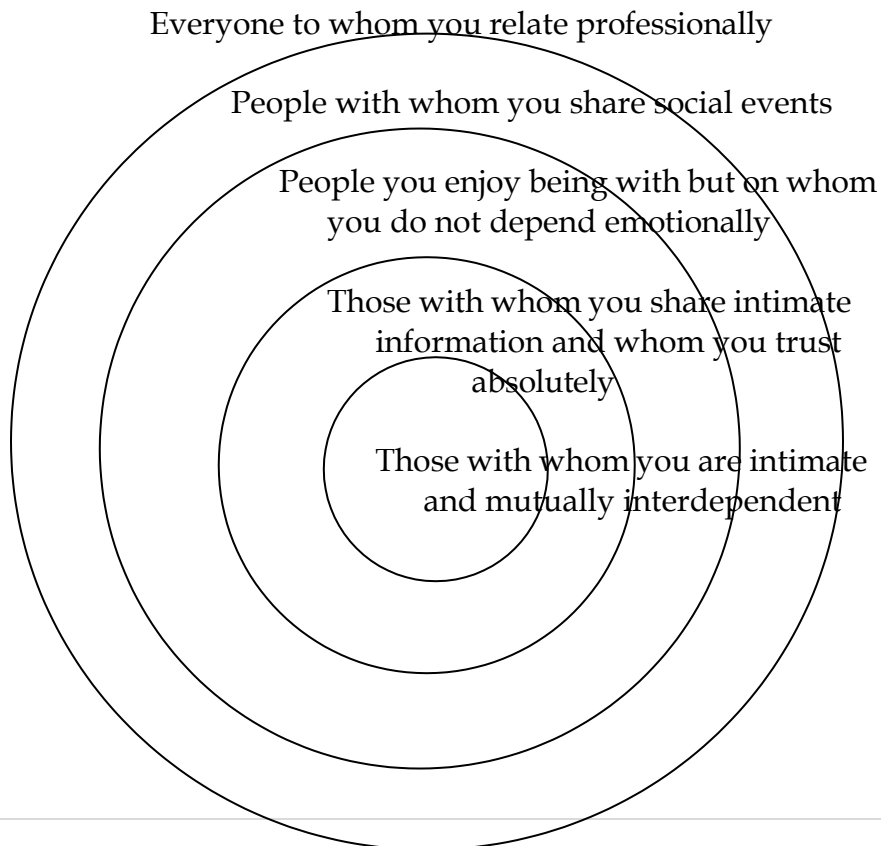 Everyone to whom you relate professionally
People with whom you share social events
People you enjoy being with but on whom
you do not depend emotionally
Those with whom you share intimate
information and whom you trust
absolutely
Those with whom you are intimate
and mutually interdependent